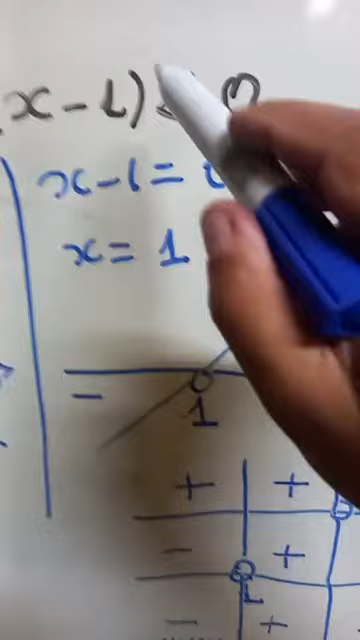 x - 1)
x - 1 =
x = 1
-
1
+ +
- +
1
- +